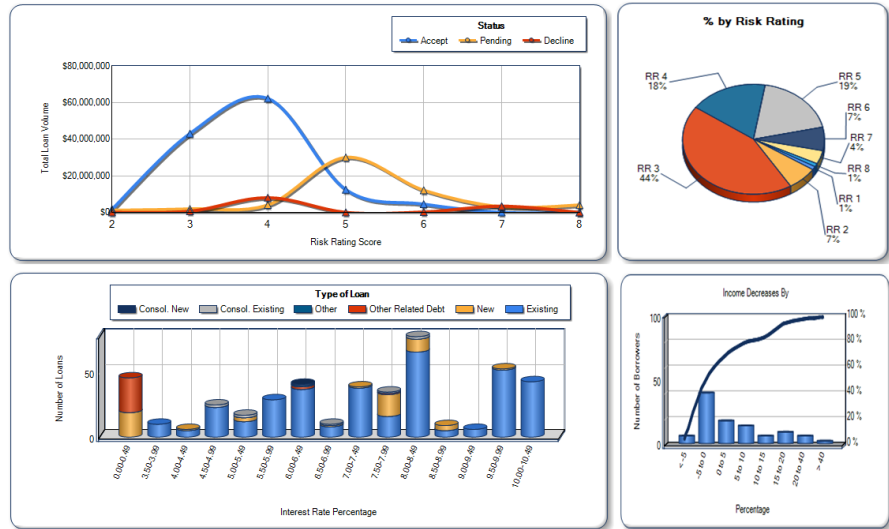 Status
Accept Pending Decline
$80,000,000
$60,000,000
$40,000,000
$20,000,000
$0
Total Loan Volume
2 3 4 5 6 7 8
Risk Rating Score
% by Risk Rating
RR 4
18%
RR 5
19%
RR 6
7%
RR 7
4%
RR 8
1%
RR 1
1%
RR 2
7%
RR 3
44%
Type of Loan
Consol. New Consol. Existing Other Other Related Debt New Existing
50
0
Number of Loans
0.00-0.49 3.50-3.99 4.00-4.49 4.50-4.99 5.00-5.49 5.50-5.99 6.00-6.49 6.50-6.99 7.00-7.49 7.50-7.99 8.00-8.49 8.50-8.99 9.00-9.49 9.50-9.99 10.00-10.49
Interest Rate Percentage
Income Decreases By
100
50
0
Number of Borrowers
100 %
80 %
60 %
40 %
20 %
0 %
< -5 -5 to 0 0 to 5 5 to 10 10 to 15 15 to 20 20 to 40 > 40
Percentage